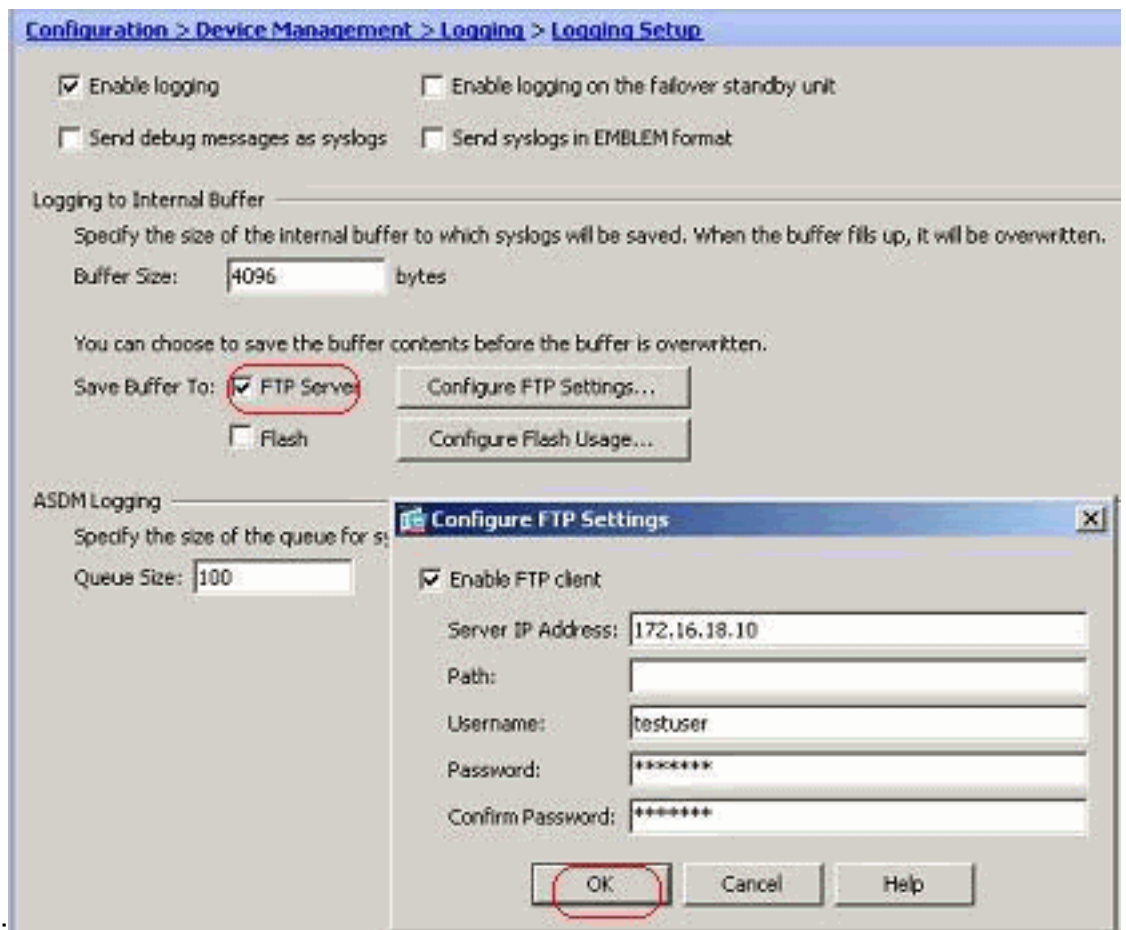 Configuration > Device Management > Logging > Logging Setup
Enable logging
Enable logging on the failover standby unit
Send debug messages as syslogs
Send syslogs in EMBLEM format
Logging to Internal Buffer
Specify the size of the internal buffer to which syslogs will be saved. When the buffer fills up, it will be overwritten.
Buffer Size: 4096 bytes
You can choose to save the buffer contents before the buffer is overwritten.
Save Buffer To: FTP Server Configure FTP Settings...
Flash Configure Flash Usage...
ASDM Logging
Specify the size of the queue for sy
Queue Size: 100
Configure FTP Settings
Enable FTP client
Server IP Address: 172.16.18.10
Path:
Username: testuser
Password: *******
Confirm Password: *******
OK Cancel Help
.